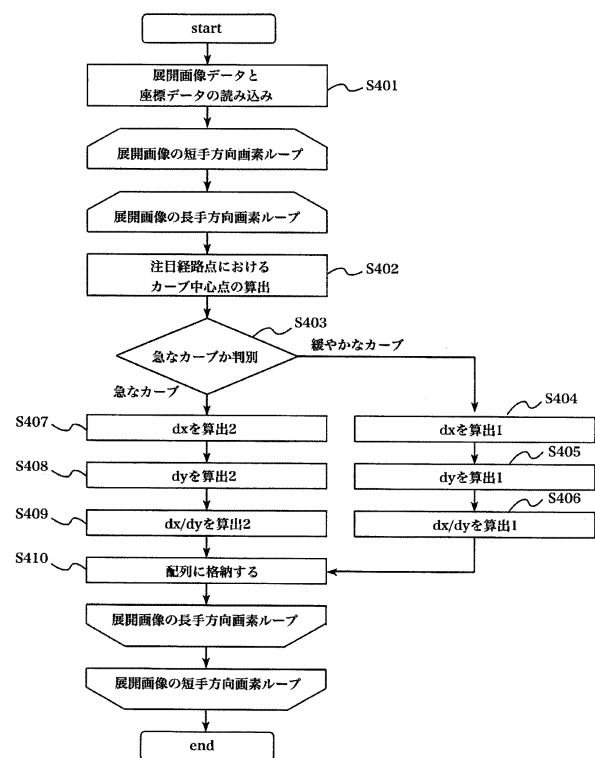 start
展開画像データと
座標データの読み込み
S401
展開画像の短手方向画素ループ
展開画像の長手方向画素ループ
注目経路点における
カーブ中心点の算出
S402
S403
急なカーブか判別
緩やかなカーブ
急なカーブ
S407
dxを算出2
S404
dxを算出1
S408
dyを算出2
S405
dyを算出1
S409
dx/dyを算出2
S406
dx/dyを算出1
S410
配列に格納する
展開画像の長手方向画素ループ
展開画像の短手方向画素ループ
end